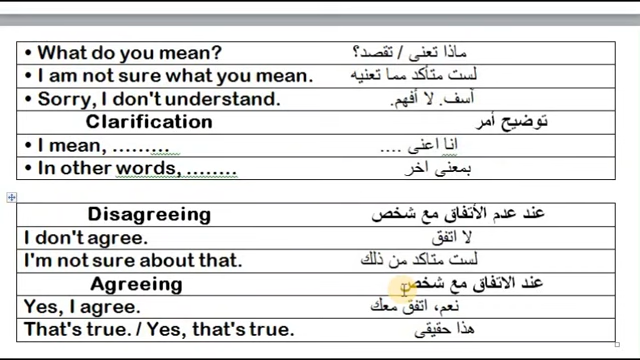 • What do you mean? ماذا تعنى / تقصد؟
• I am not sure what you mean. لست متأكد مما تعنيه
• Sorry, I don't understand. آسف. لا أفهم.
Clarification توضيح أمر
I mean, ……... انا اعنى ....
• In other words, …….. بمعنى اخر
Disagreeing عند عدم الأتفاق مع شخص
I don't agree. لا اتفق
I'm not sure about that. لست متاكد من ذلك
Agreeing عند الاتفاق مع شخص
Yes, I agree. نعم، اتفق معك
That's true. / Yes, that's true. هذا حقيقى